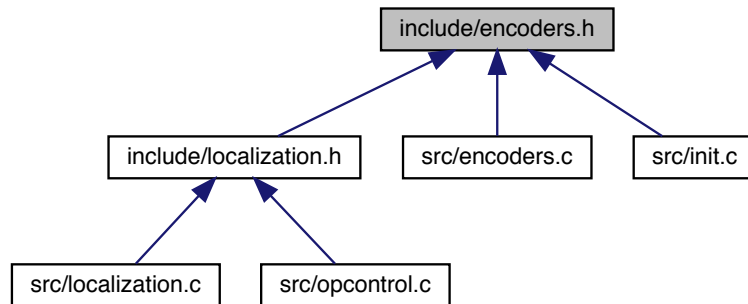 include/encoders.h
include/localization.h
src/encoders.c
src/init.c
src/localization.c
src/opcontrol.c